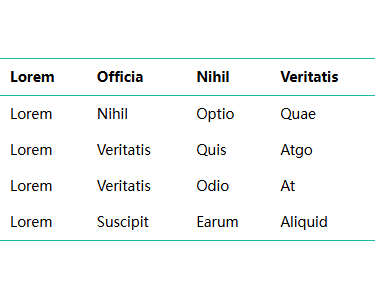 Lorem Officia Nihil Veritatis
Lorem Nihil Optio Quae
Lorem Veritatis Quis Atgo
Lorem Veritatis Odio At
Lorem Suscipit Earum Aliquid